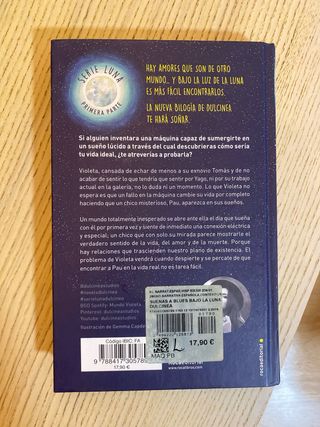 SERIE LUNA
PRIMERA PARTE
HAY AMORES QUE SON DE OTRO
MUNDO... Y BAJO LA LUZ DE LA LUNA
ES MÁS FÁCIL ENCONTRARLOS.
LA NUEVA BILOGÍA DE DULCINEA
TE HARÁ SOÑAR.
Si alguien inventara una máquina capaz de sumergirte en
un sueño lúcido a través del cual descubrieras cómo sería
tu vida ideal, ¿te atreverías a probarla?
Violeta, cansada de echar de menos a su exnovio Tomás y de no
acabar de sentir lo que tendría que sentir por Yago, ni por su trabajo
actual en la galería, no lo duda ni un momento. Lo que Violeta no
espera es que un fallo en la máquina cambie su vida por completo
haciendo que un chico misterioso, Pau, aparezca en sus sueños.
Un mundo totalmente inesperado se abre ante ella el día que sueña
con él por primera vez y siente de inmediato una conexión eléctrica
y especial; un chico que con solo su mirada parece mostrarle el
verdadero sentido de la vida, del amor y de la muerte. Porque
hay relaciones que trascienden nuestro plano de existencia. El
problema de Violeta vendrá cuando despierte y se percate de que
encontrar a Pau en la vida real no es tarea fácil.
#dulcineastudios
Pinterest: dulcineastudios
Youtube: dulcineastudios
Ilustración de Gemma
SUENAS A BLUES BAJO LA LUNA
DULCINEA
17,90 €
Código IBIC: FA
9 788417 30578
17,90 €
rocaeditorial
www.rocalibros.com